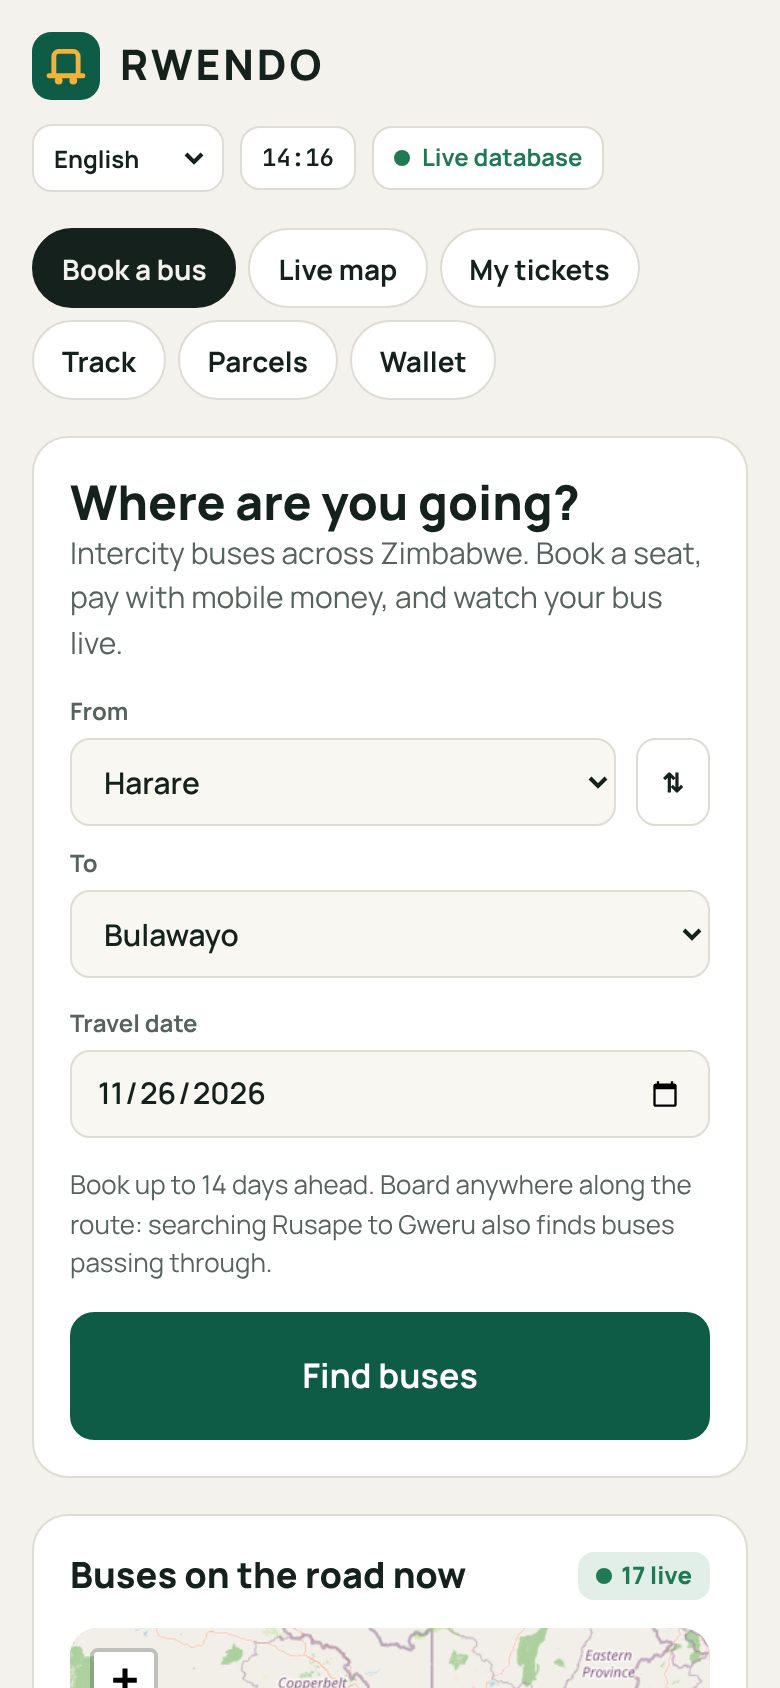 RWENDO
English
14:16
Live database
Book a bus
Live map
My tickets
Track
Parcels
Wallet
Where are you going?
Intercity buses across Zimbabwe. Book a seat,
pay with mobile money, and watch your bus
live.
From
Harare
To
Bulawayo
Travel date
11/26/2026
Book up to 14 days ahead. Board anywhere along the
route: searching Rusape to Gweru also finds buses
passing through.
Find buses
Buses on the road now
17 live
+
Copperbelt
Eastern
Province